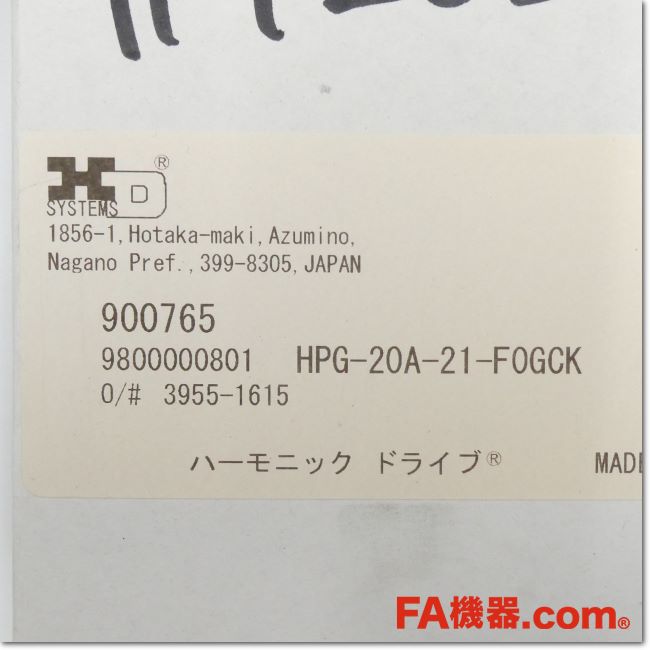 HD®
SYSTEMS
1856-1, Hotaka-maki, Azumino,
Nagano Pref., 399-8305, JAPAN
900765
9800000801 HPG-20A-21-F0GCK
O/# 3955-1615
ハーモニック ドライブ® MADE
FA機器.com®